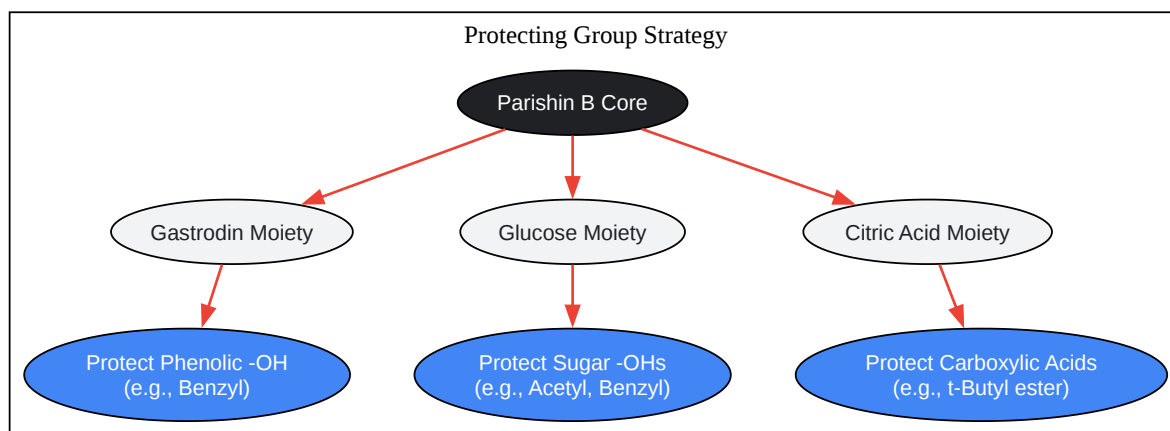 Protecting Group Strategy
Parishin B Core
Gastrodin Moiety
Glucose Moiety
Citric Acid Moiety
Protect Phenolic -OH
(e.g., Benzyl)
Protect Sugar -OHs
(e.g., Acetyl, Benzyl)
Protect Carboxylic Acids
(e.g., t-Butyl ester)